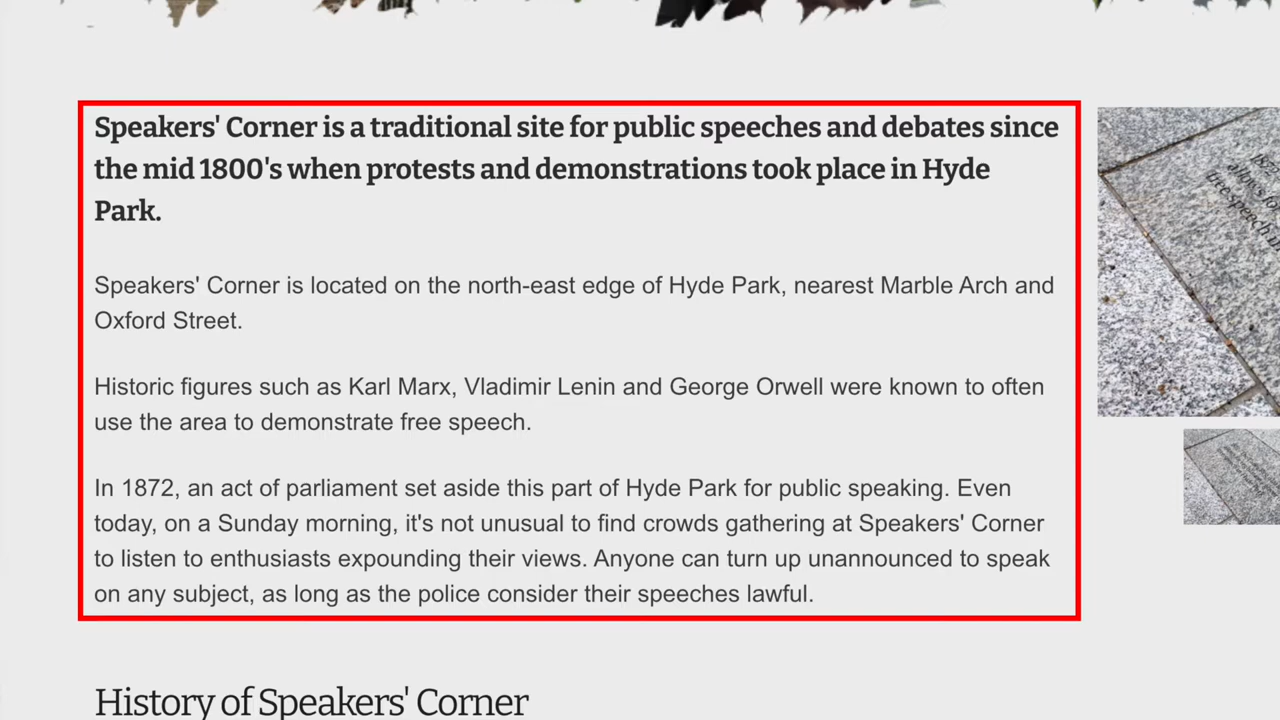 Speakers' Corner is a traditional site for public speeches and debates since
the mid 1800's when protests and demonstrations took place in Hyde
Park.
Speakers' Corner is located on the north-east edge of Hyde Park, nearest Marble Arch and
Oxford Street.
Historic figures such as Karl Marx, Vladimir Lenin and George Orwell were known to often
use the area to demonstrate free speech.
In 1872, an act of parliament set aside this part of Hyde Park for public speaking. Even
today, on a Sunday morning, it's not unusual to find crowds gathering at Speakers' Corner
to listen to enthusiasts expounding their views. Anyone can turn up unannounced to speak
on any subject, as long as the police consider their speeches lawful.
History of Speakers' Corner